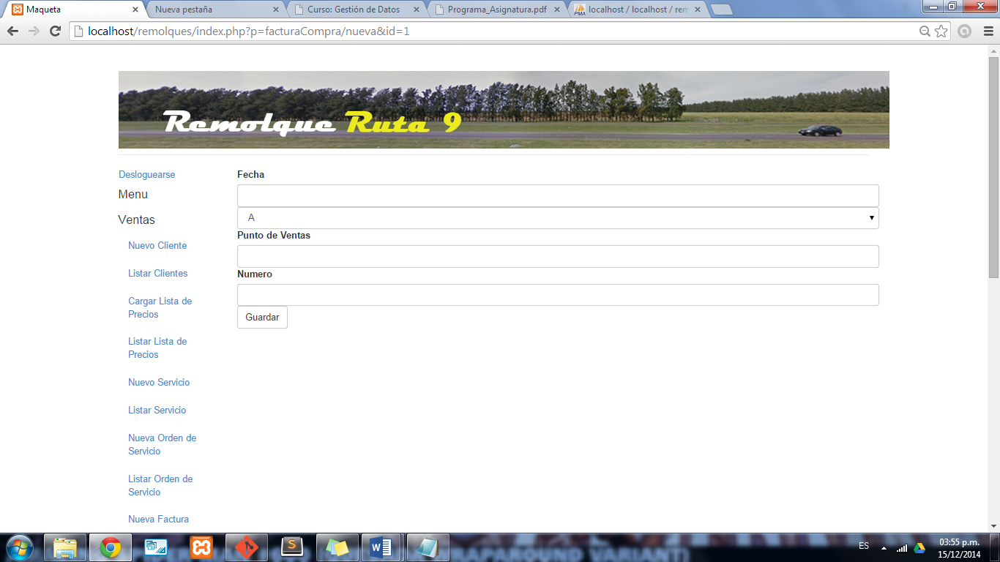 Maqueta
Nueva pestaña
Curso: Gestión de Datos
Programa_Asignatura.pdf
localhost / localhost / rem
localhost/remolques/index.php?p=facturaCompra/nueva&id=1
Remolque Ruta 9
Desloguearse
Menu
Ventas
Nuevo Cliente
Listar Clientes
Cargar Lista de
Precios
Listar Lista de
Precios
Nuevo Servicio
Listar Servicio
Nueva Orden de
Servicio
Listar Orden de
Servicio
Nueva Factura
Fecha
A
Punto de Ventas
Numero
Guardar
ES
03:55 p.m.
15/12/2014